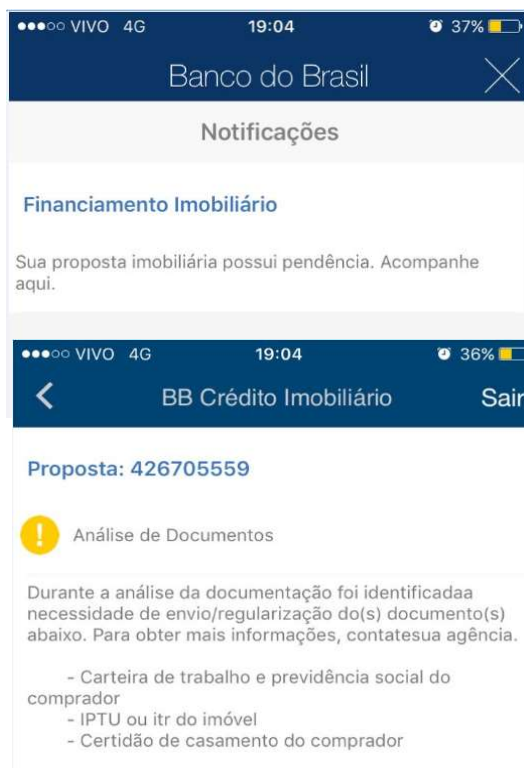 VIVO 4G 19:04 37%
Banco do Brasil
Notificações
Financiamento Imobiliário
Sua proposta imobiliária possui pendência. Acompanhe
aqui.
VIVO 4G 19:04 36%
BB Crédito Imobiliário Sair
Proposta: 426705559
Análise de Documentos
Durante a análise da documentação foi identificadaa
necessidade de envio/regularização do(s) documento(s)
abaixo. Para obter mais informações, contatesua agência.
- Carteira de trabalho e previdência social do
comprador
- IPTU ou itr do imóvel
- Certidão de casamento do comprador